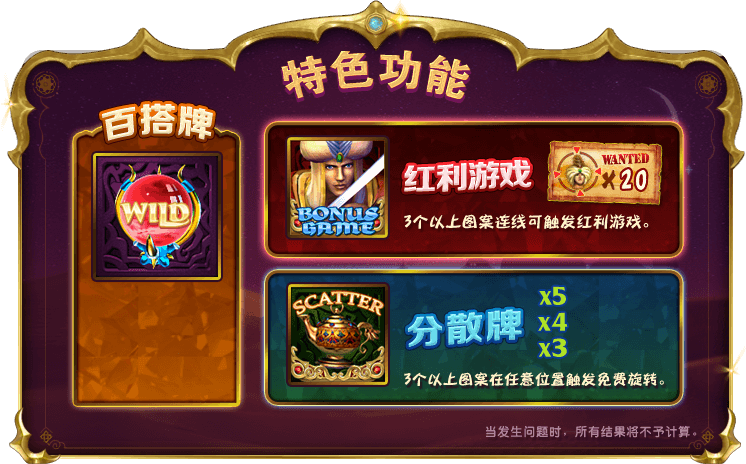 特色功能
百搭牌
WILD
BONUS
GAME
红利游戏
WANTED
x20
3个以上图案连线可触发红利游戏。
SCATTER
分散牌
x5
x4
x3
3个以上图案在任意位置触发免费旋转。
当发生问题时，所有结果将不予计算。